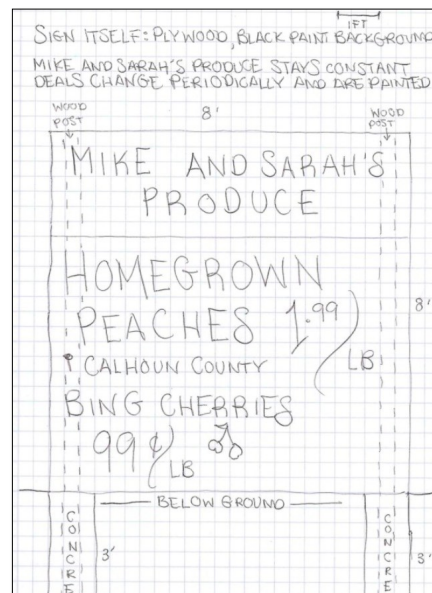 1FT
SIGN ITSELF: PLYWOOD, BLACK PAINT BACKGROUND
MIKE AND SARAH'S PRODUCE STAYS CONSTANT
DEALS CHANGE PERIODICALLY AND ARE PAINTED
WOOD
POST
8'
WOOD
POST
MIKE AND SARAH'S
PRODUCE
HOMEGROWN
PEACHES 1.99/LB
8'
CALHOUN COUNTY
BING CHERRIES
99¢/LB
BELOW GROUND
CONCRE
3'
CONCRE
3'